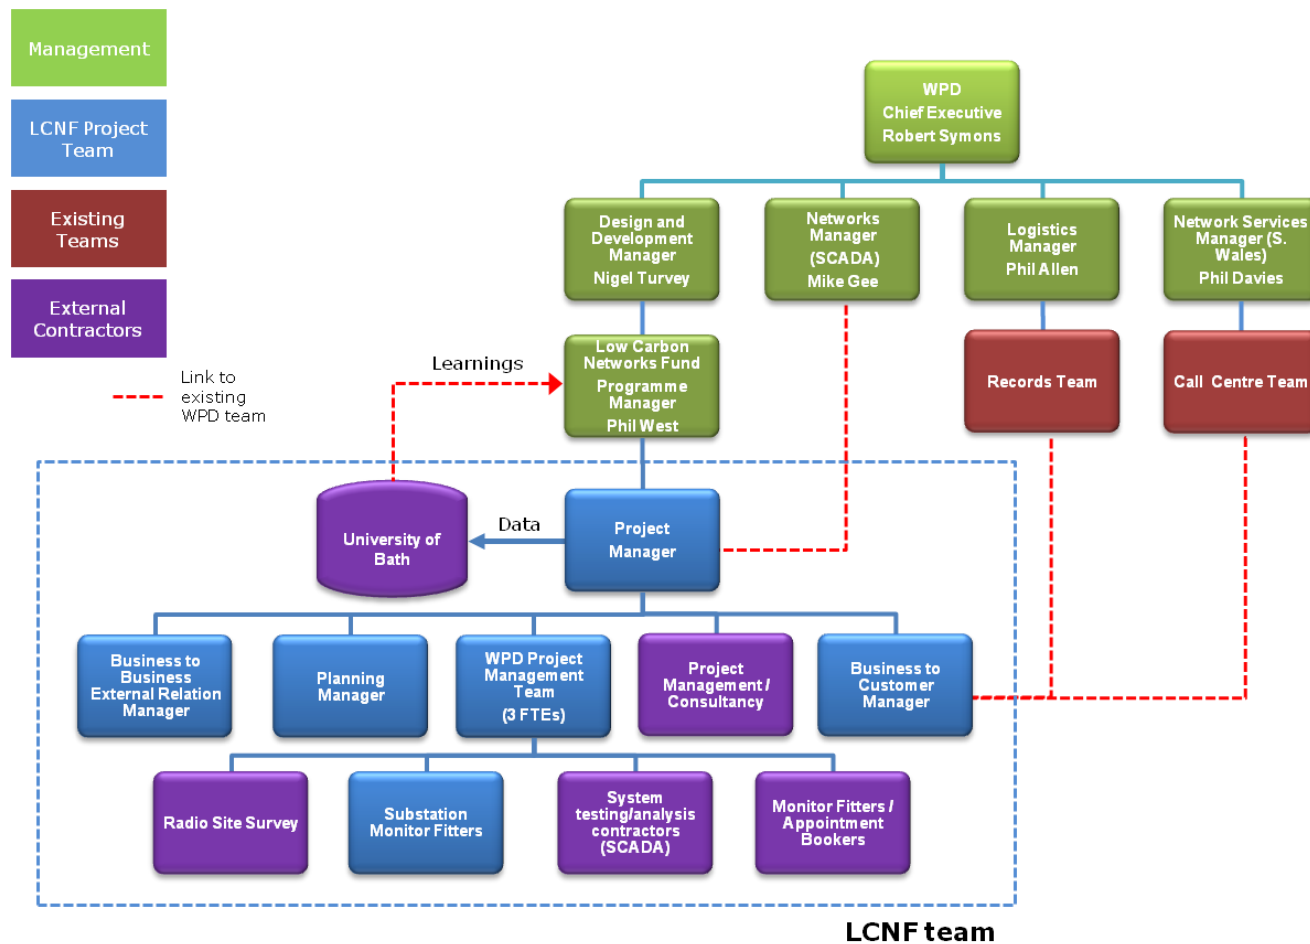 Management
LCNF Project
Team
Existing
Teams
External
Contractors
Link to
existing
WPD team
WPD
Chief Executive
Robert Symons
Design and
Development
Manager
Nigel Turvey
Networks
Manager
(SCADA)
Mike Gee
Logistics
Manager
Phil Allen
Network Services
Manager (S.
Wales)
Phil Davies
Low Carbon
Networks Fund
Programme
Manager
Phil West
Records Team
Call Centre Team
Learnings
University of
Bath
Data
Project
Manager
Business to
Business
External Relation
Manager
Planning
Manager
WPD Project
Management
Team
(3 FTEs)
Project
Management /
Consultancy
Business to
Customer
Manager
Radio Site Survey
Substation
Monitor Fitters
System
testing/analysis
contractors
(SCADA)
Monitor Fitters /
Appointment
Bookers
LCNF team